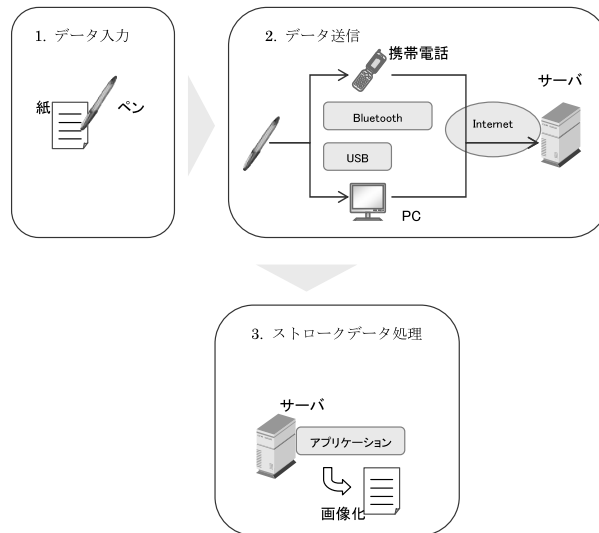 1. データ入力
紙
ペン
2. データ送信
携帯電話
サーバ
Bluetooth
Internet
USB
PC
3. ストロークデータ処理
サーバ
アプリケーション
画像化